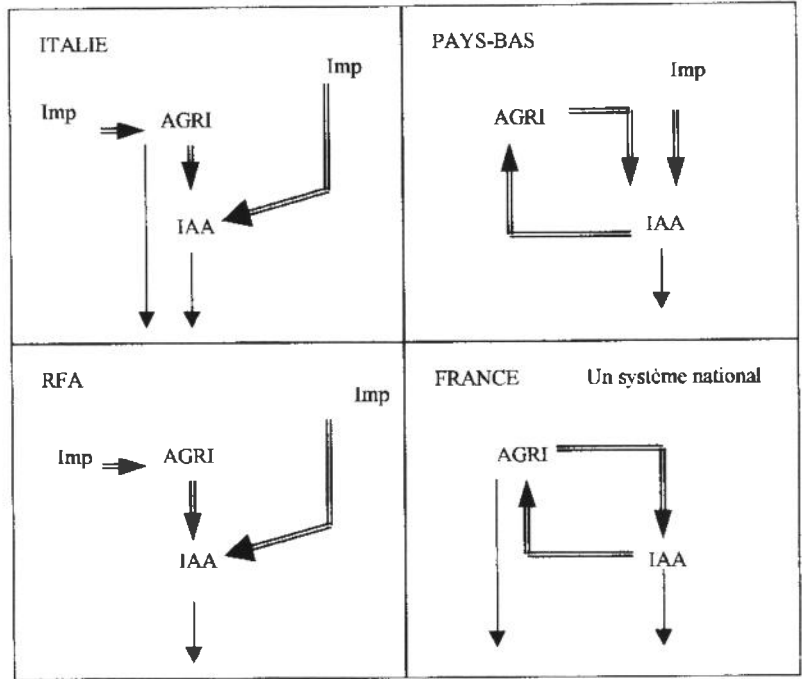 ITALIE
Imp
Imp
AGRI
IAA
PAYS-BAS
Imp
AGRI
IAA
RFA
Imp
Imp
AGRI
IAA
FRANCE Un système national
AGRI
IAA